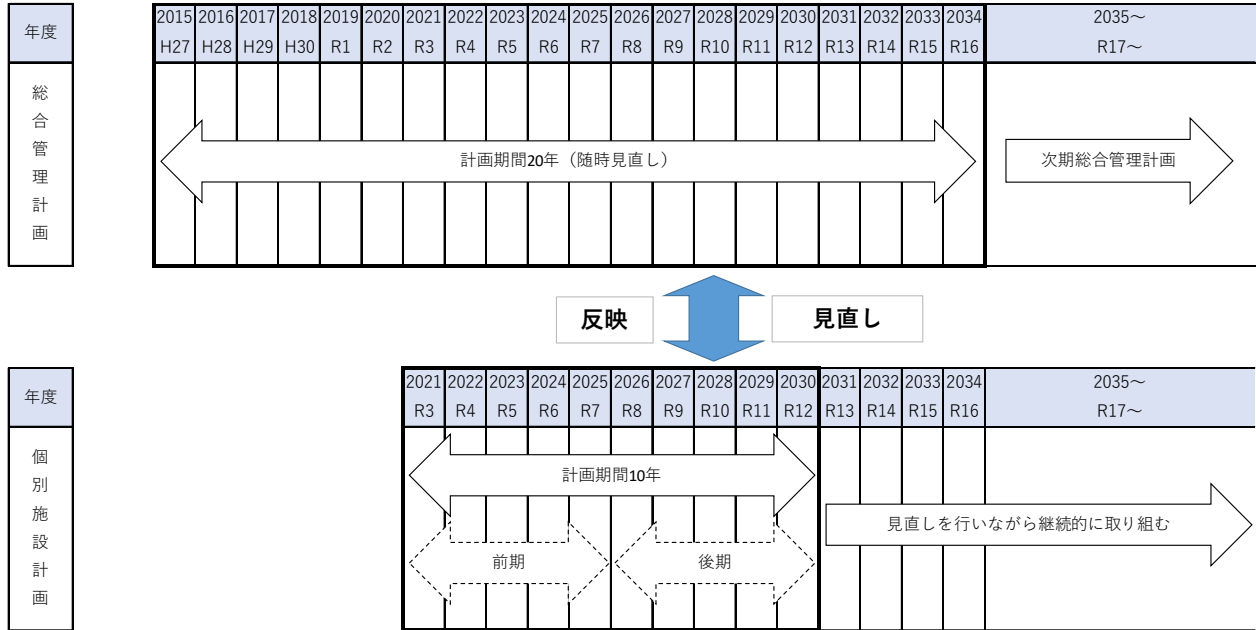 年度
2015 2016 2017 2018 2019 2020 2021 2022 2023 2024 2025 2026 2027 2028 2029 2030 2031 2032 2033 2034 2035～
H27 H28 H29 H30 R1 R2 R3 R4 R5 R6 R7 R8 R9 R10 R11 R12 R13 R14 R15 R16 R17～
総合管理計画
計画期間20年（随時見直し）
次期総合管理計画
反映
見直し
年度
2021 2022 2023 2024 2025 2026 2027 2028 2029 2030 2031 2032 2033 2034 2035～
R3 R4 R5 R6 R7 R8 R9 R10 R11 R12 R13 R14 R15 R16 R17～
個別施設計画
計画期間10年
見直しを行いながら継続的に取り組む
前期
後期